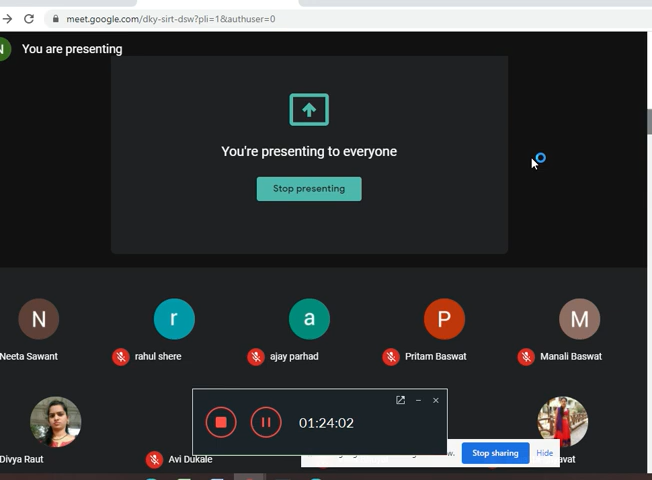 meet.google.com/dky-sirt-dsw?pli=1&authuser=0
N You are presenting
You're presenting to everyone
Stop presenting
N r a P M
Neeta Sawant rahul shere ajay parhad Pritam Baswat Manali Baswat
01:24:02
Stop sharing Hide
Divya Raut Avi Dukale